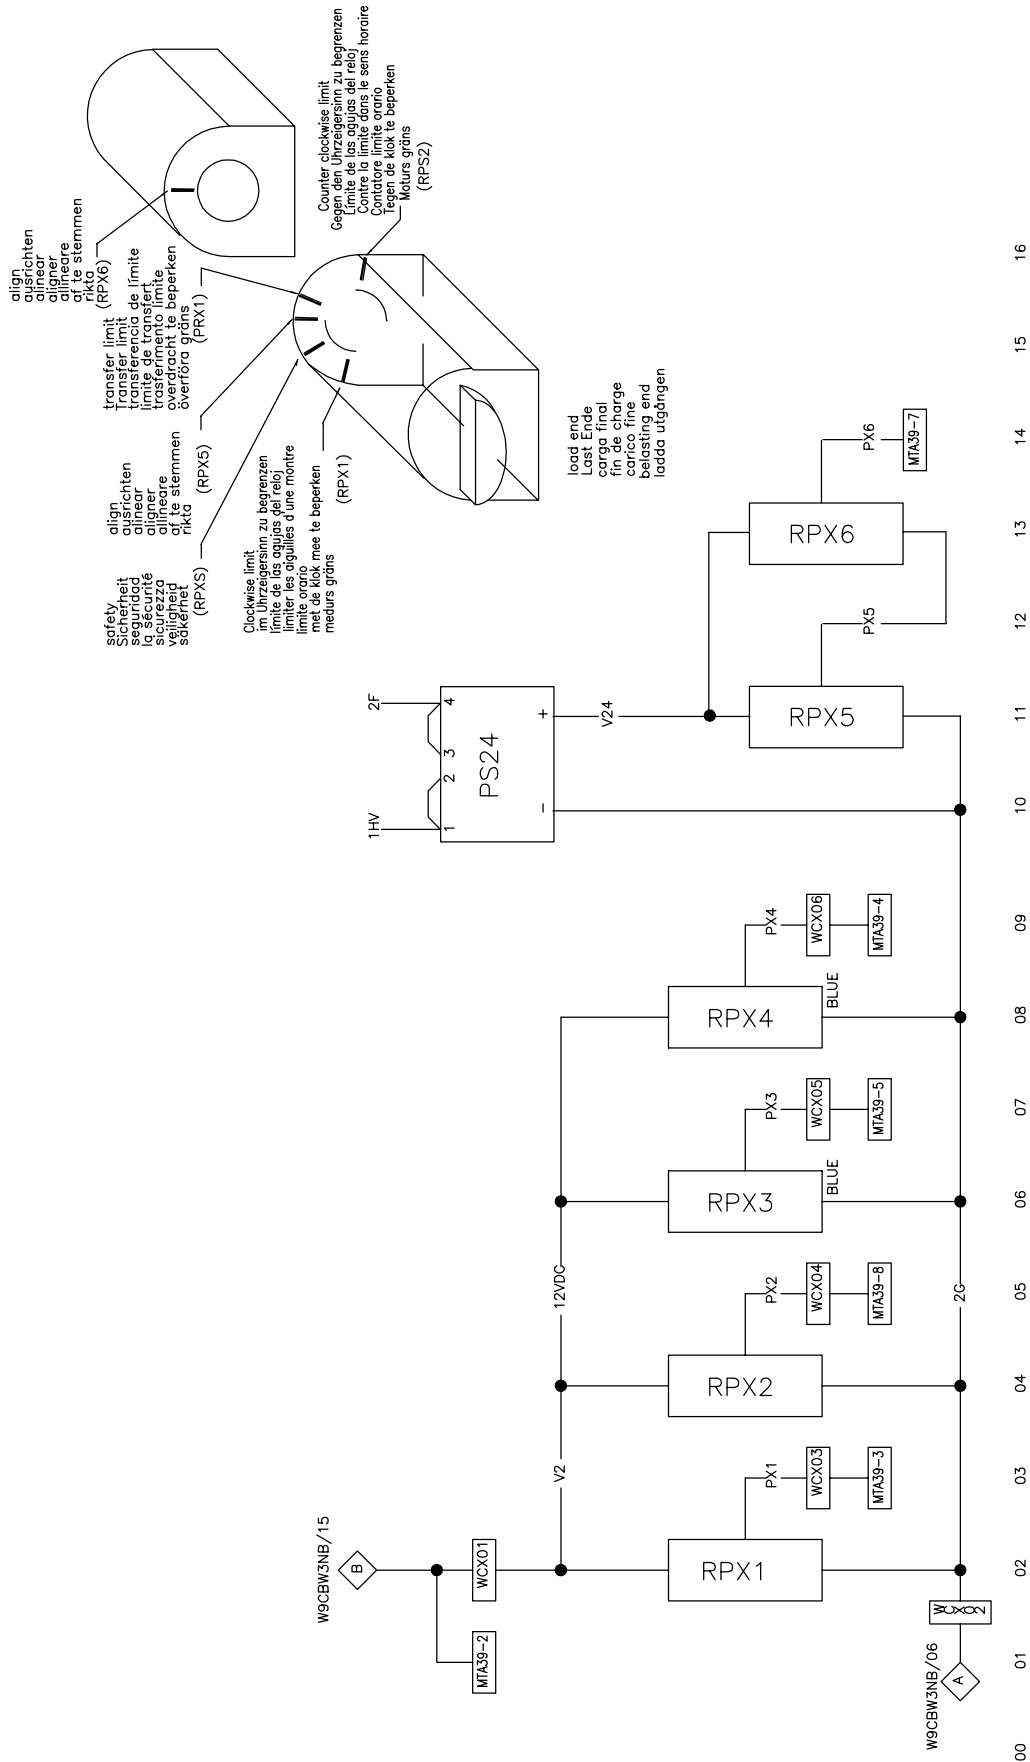 align
ausrichten
alinear
aligner
allineare
af te stemmen
rikta
(RPX6)
transfer limit
Transfer limit
transferencia de límite
limite de transfert
trasferimento limite
overdracht te beperken
överföra gräns
(PRX1)
align
ausrichten
alinear
aligner
allineare
af te stemmen
rikta
(RPX5)
safety
Sicherheit
seguridad
la sécurité
sicurezza
veiligheid
säkerhet
(RPXS)
Counter clockwise limit
Gegen den Uhrzeigersinn zu begrenzen
Límite de las agujas del reloj
Contre la limite dans le sens horaire
Contatore limite orario
Tegen de klok te beperken
Moturs gräns
(RPS2)
Clockwise limit
im Uhrzeigersinn zu begrenzen
límite de las agujas del reloj
limiter les aiguilles d'une montre
limite orario
met de klok mee te beperken
medurs gräns
(RPX1)
load end
Last Ende
carga final
fin de charge
carico fine
belasting end
ladda utgången
W9CBW3NB/15
B
MTA39-2
WCX01
V2
12VDC
1HV
2F
1
2
3
4
PS24
-
+
V24
RPX1
PX1
WCX03
MTA39-3
RPX2
PX2
WCX04
MTA39-8
RPX3
PX3
WCX05
MTA39-5
BLUE
RPX4
PX4
WCX06
MTA39-4
BLUE
RPX5
PX5
RPX6
PX6
MTA39-7
W9CBW3NB/06
A
WCX02
2G
00
01
02
03
04
05
06
07
08
09
10
11
12
13
14
15
16